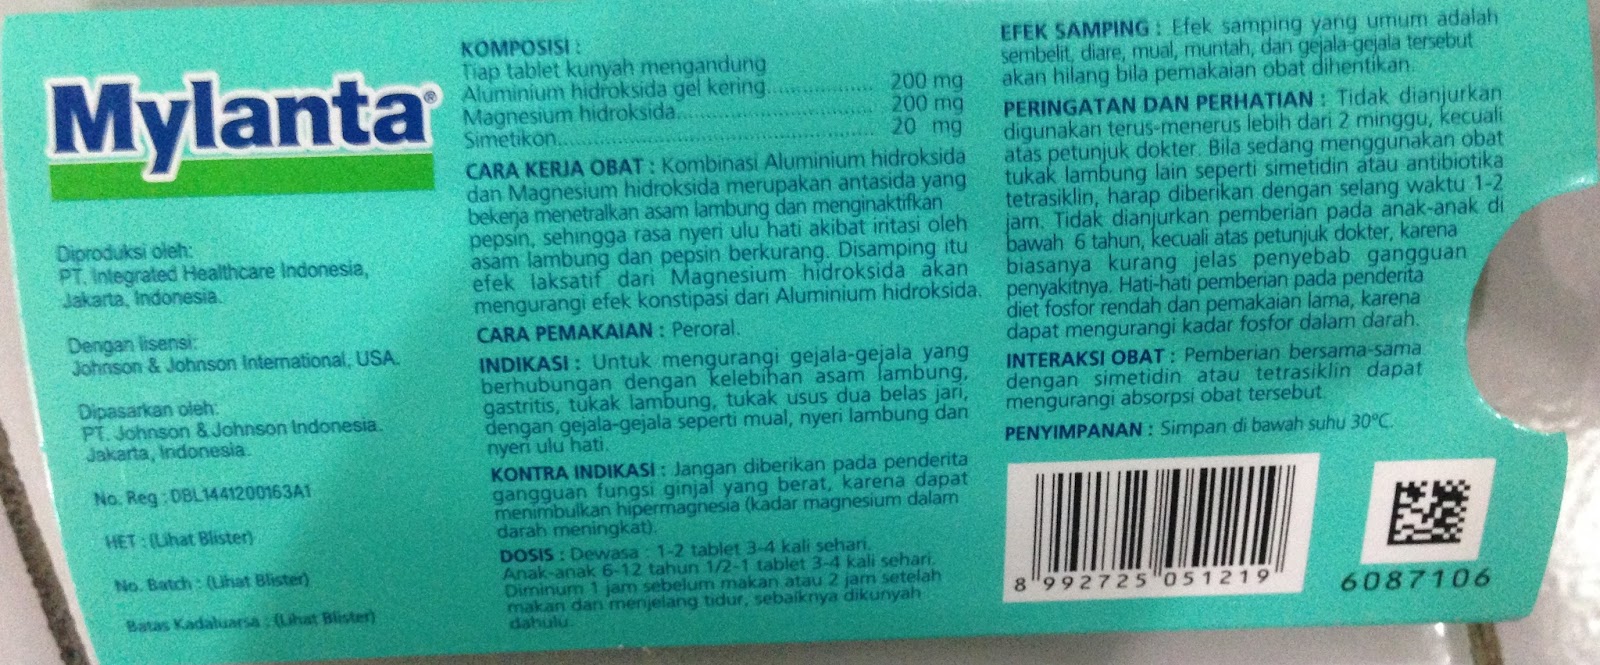 Mylanta®
Diproduksi oleh:
PT. Integrated Healthcare Indonesia,
Jakarta, Indonesia.
Dengan lisensi:
Johnson & Johnson International, USA.
Dipasarkan oleh:
PT. Johnson & Johnson Indonesia.
Jakarta, Indonesia.
No. Reg : DBL1441200163A1
HET : (Lihat Blister)
No. Batch : (Lihat Blister)
Batas Kadaluarsa : (Lihat Blister)
KOMPOSISI :
Tiap tablet kunyah mengandung
Aluminium hidroksida gel kering.................. 200 mg
Magnesium hidroksida................................ 200 mg
Simetikon.................................................... 20 mg
CARA KERJA OBAT : Kombinasi Aluminium hidroksida
dan Magnesium hidroksida merupakan antasida yang
bekerja menetralkan asam lambung dan menginaktifkan
pepsin, sehingga rasa nyeri ulu hati akibat iritasi oleh
asam lambung dan pepsin berkurang. Disamping itu
efek laksatif dari Magnesium hidroksida akan
mengurangi efek konstipasi dari Aluminium hidroksida.
CARA PEMAKAIAN : Peroral.
INDIKASI : Untuk mengurangi gejala-gejala yang
berhubungan dengan kelebihan asam lambung,
gastritis, tukak lambung, tukak usus dua belas jari,
dengan gejala-gejala seperti mual, nyeri lambung dan
nyeri ulu hati.
KONTRA INDIKASI : Jangan diberikan pada penderita
gangguan fungsi ginjal yang berat, karena dapat
menimbulkan hipermagnesia (kadar magnesium dalam
darah meningkat).
DOSIS : Dewasa : 1-2 tablet 3-4 kali sehari.
Anak-anak 6-12 tahun 1/2-1 tablet 3-4 kali sehari.
Diminum 1 jam sebelum makan atau 2 jam setelah
makan dan menjelang tidur, sebaiknya dikunyah
dahulu.
EFEK SAMPING : Efek samping yang umum adalah
sembelit, diare, mual, muntah, dan gejala-gejala tersebut
akan hilang bila pemakaian obat dihentikan.
PERINGATAN DAN PERHATIAN : Tidak dianjurkan
digunakan terus-menerus lebih dari 2 minggu, kecuali
atas petunjuk dokter. Bila sedang menggunakan obat
tukak lambung lain seperti simetidin atau antibiotika
tetrasiklin, harap diberikan dengan selang waktu 1-2
jam. Tidak dianjurkan pemberian pada anak-anak di
bawah 6 tahun, kecuali atas petunjuk dokter, karena
biasanya kurang jelas penyebab gangguan
penyakitnya. Hati-hati pemberian pada penderita
diet fosfor rendah dan pemakaian lama, karena
dapat mengurangi kadar fosfor dalam darah.
INTERAKSI OBAT : Pemberian bersama-sama
dengan simetidin atau tetrasiklin dapat
mengurangi absorpsi obat tersebut.
PENYIMPANAN : Simpan di bawah suhu 30°C.
8 992725 051219
6087106